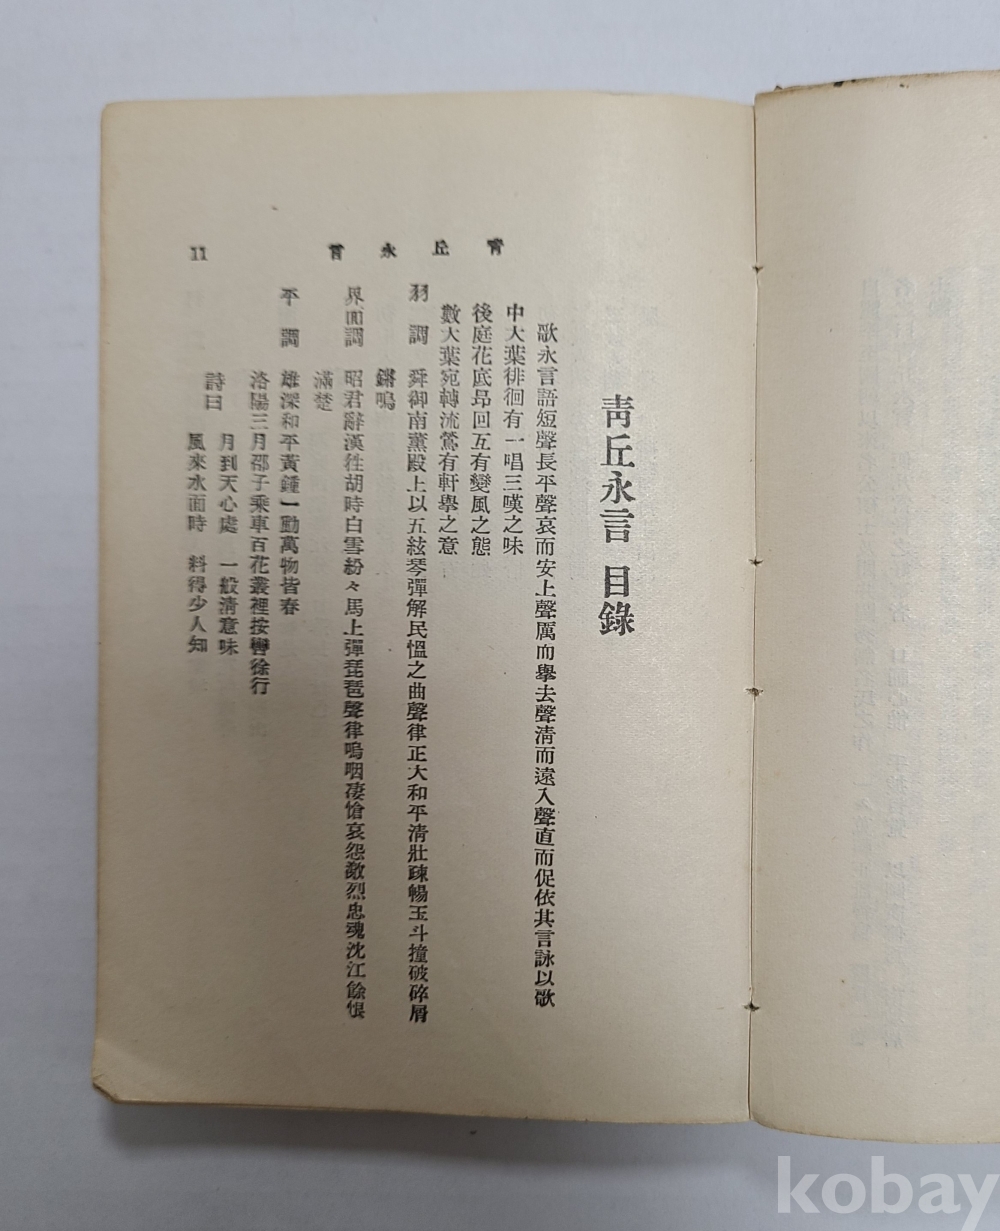 靑丘永言 目錄
歌永言語短聲長平聲哀而安上聲厲而擧去聲淸而遠入聲直而促依其言詠以歌
中大葉徘徊有一唱三嘆之味
後庭花底昂回互有變風之態
數大葉宛轉流鶯有軒擧之意
羽調 舜御南薰殿上以五絃琴彈解民慍之曲聲律正大和平淸壯疎暢玉斗撞破碎屑
鏘鳴
界面調 昭君辭漢徃胡時白雪紛々馬上彈琵琶聲律嗚咽凄愴哀怨激烈忠魂沈江餘恨
滿楚
平調 雄深和平黃鍾一動萬物皆春
洛陽三月邵子乘車百花叢裡按轡徐行
詩曰 月到天心處 一般淸意味
風來水面時 料得少人知
靑丘永言 11
kobay